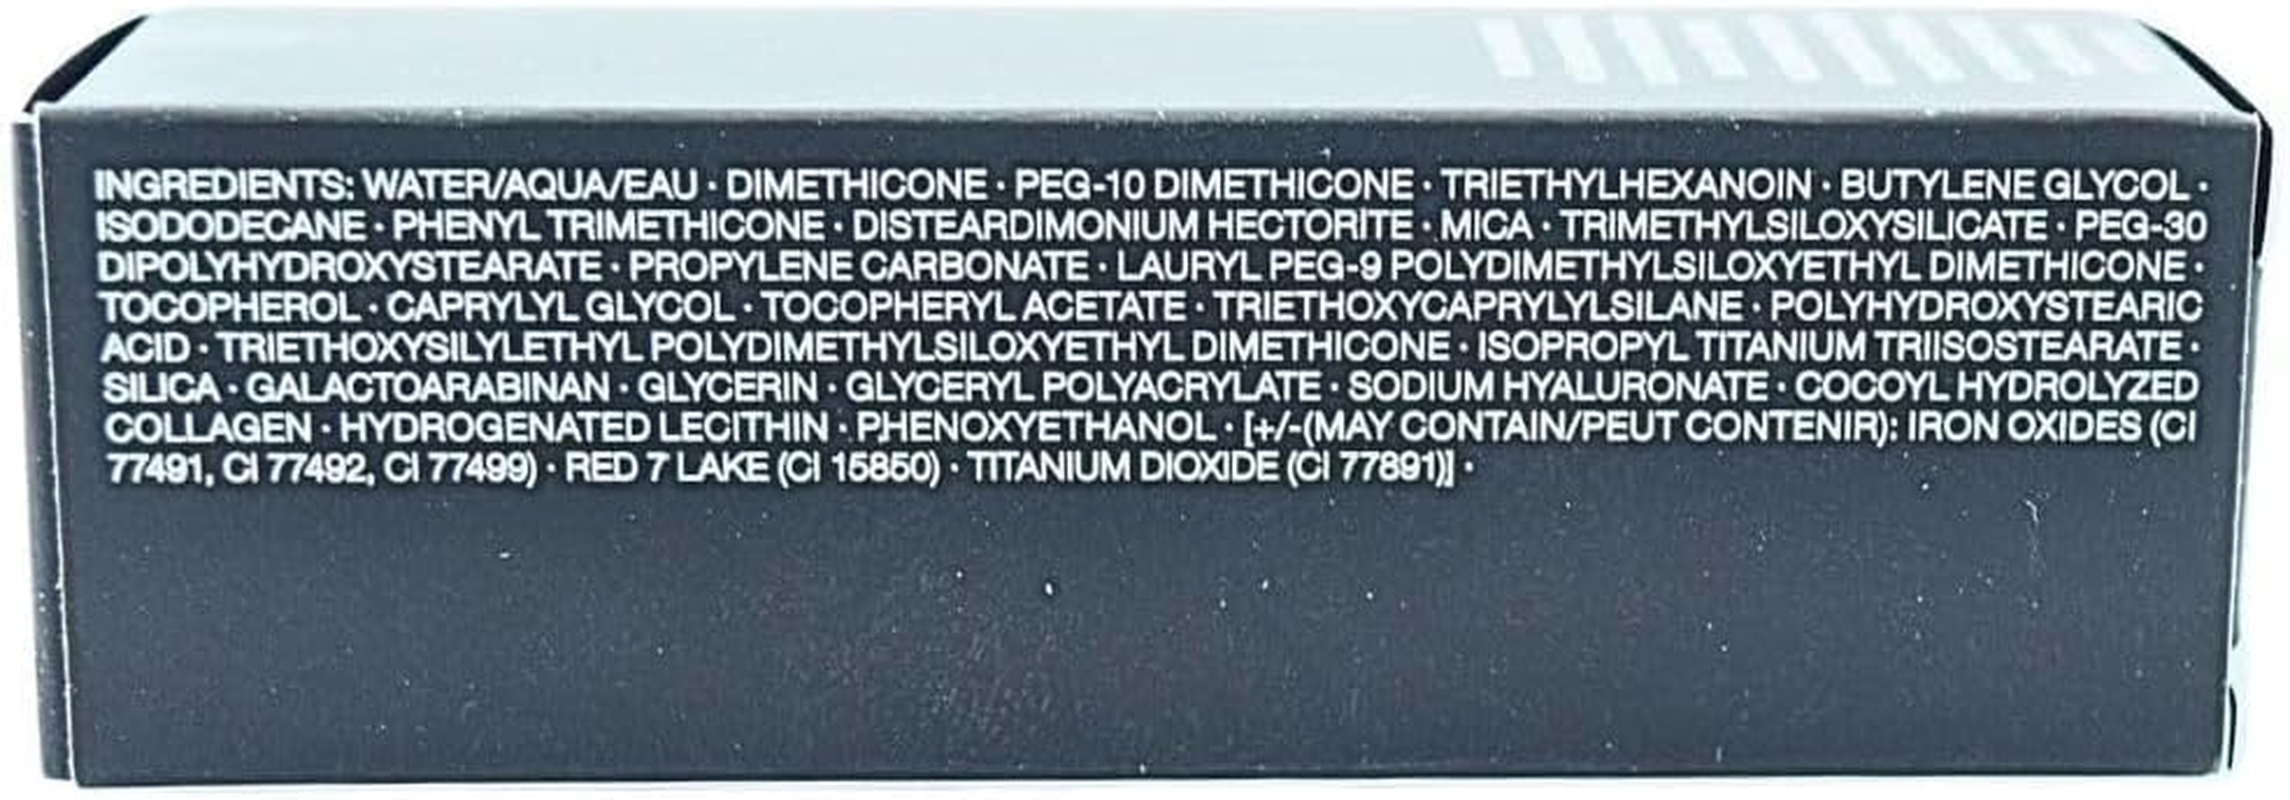 INGREDIENTS: WATER/AQUA/EAU · DIMETHICONE · PEG-10 DIMETHICONE · TRIETHYLHEXANOIN · BUTYLENE GLYCOL ·
ISODODECANE · PHENYL TRIMETHICONE · DISTEARDIMONIUM HECTORITE · MICA · TRIMETHYLSILOXYSILICATE · PEG-30
DIPOLYHYDROXYSTEARATE · PROPYLENE CARBONATE · LAURYL PEG-9 POLYDIMETHYLSILOXYETHYL DIMETHICONE ·
TOCOPHEROL · CAPRYLYL GLYCOL · TOCOPHERYL ACETATE · TRIETHOXYCAPRYLYLSILANE · POLYHYDROXYSTEARIC
ACID · TRIETHOXYSILYLETHYL POLYDIMETHYLSILOXYETHYL DIMETHICONE · ISOPROPYL TITANIUM TRIISOSTEARATE ·
SILICA · GALACTOARABINAN · GLYCERIN · GLYCERYL POLYACRYLATE · SODIUM HYALURONATE · COCOYL HYDROLYZED
COLLAGEN · HYDROGENATED LECITHIN · PHENOXYETHANOL · [+/-(MAY CONTAIN/PEUT CONTENIR): IRON OXIDES (CI
77491, CI 77492, CI 77499) · RED 7 LAKE (CI 15850) · TITANIUM DIOXIDE (CI 77891)] ·